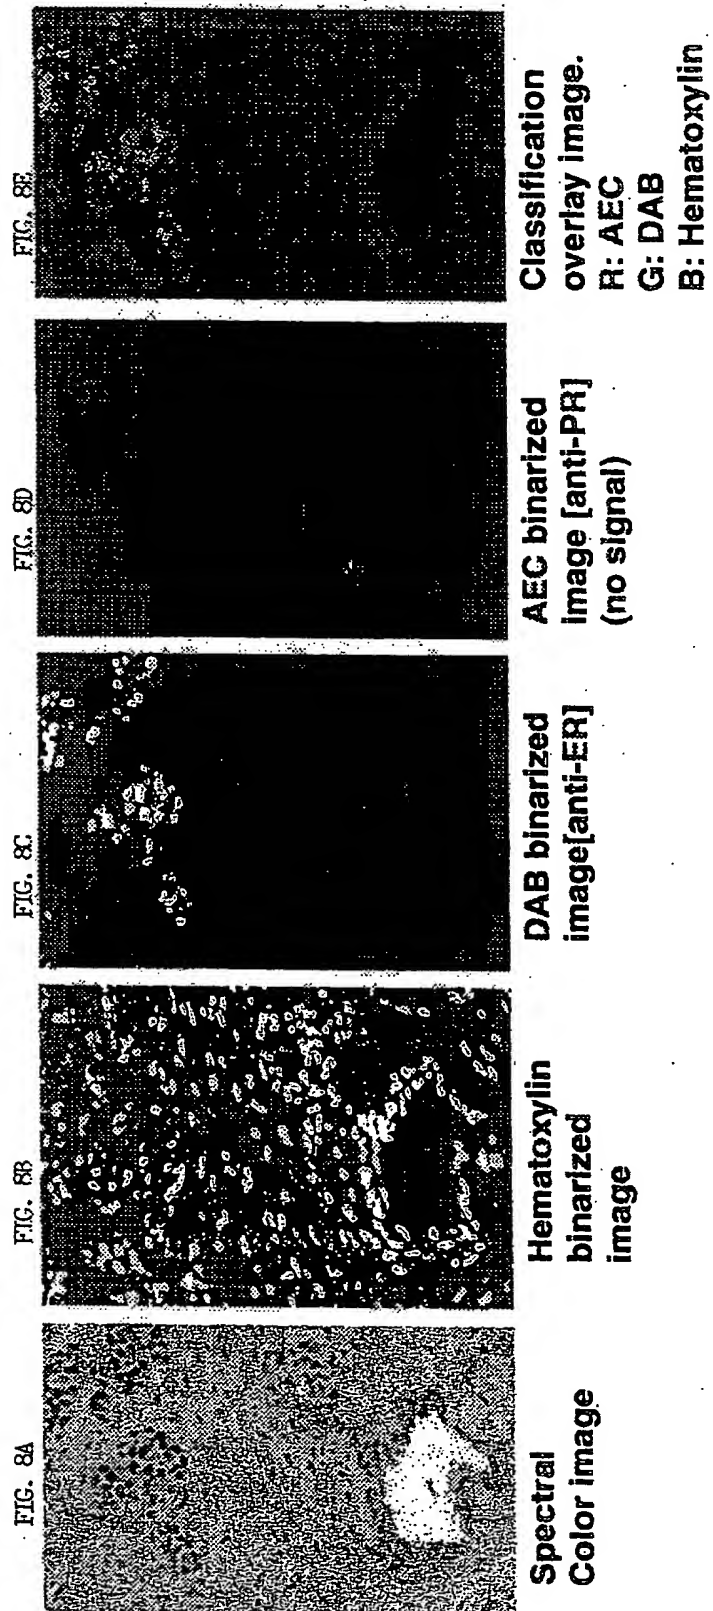 FIG. 8A
Spectral
Color image
FIG. 8B
Hematoxylin
binarized
image
FIG. 8C
DAB binarized
image[anti-ER]
FIG. 8D
AEC binarized
image [anti-PR]
(no signal)
FIG. 8E
Classification
overlay image.
R: AEC
G: DAB
B: Hematoxylin